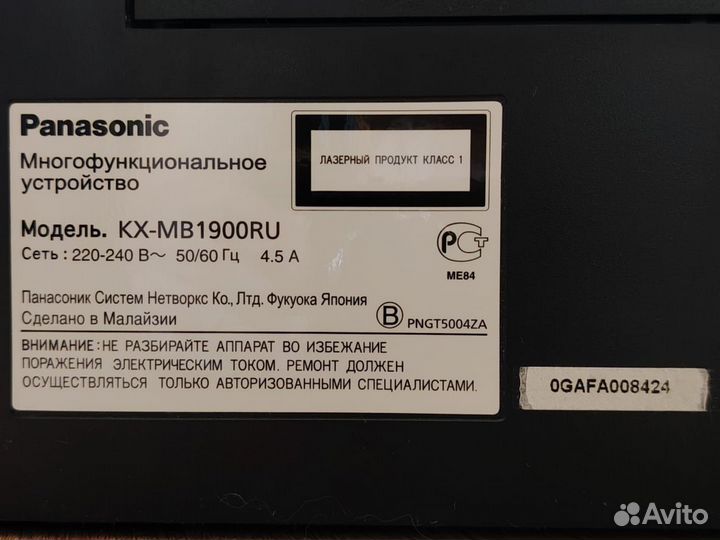 Panasonic
Многофункциональное
устройство
ЛАЗЕРНЫЙ ПРОДУКТ КЛАСС 1
Модель. KX-MB1900RU
Сеть : 220-240 В~ 50/60 Гц 4.5 А
РСТ
ME84
Панасоник Систем Нетворкс Ко., Лтд. Фукуока Япония
Сделано в Малайзии
B PNGT5004ZA
ВНИМАНИЕ:НЕ РАЗБИРАЙТЕ АППАРАТ ВО ИЗБЕЖАНИЕ
ПОРАЖЕНИЯ ЭЛЕКТРИЧЕСКИМ ТОКОМ. РЕМОНТ ДОЛЖЕН
ОСУЩЕСТВЛЯТЬСЯ ТОЛЬКО АВТОРИЗОВАННЫМИ СПЕЦИАЛИСТАМИ.
0GAFA008424
Avito